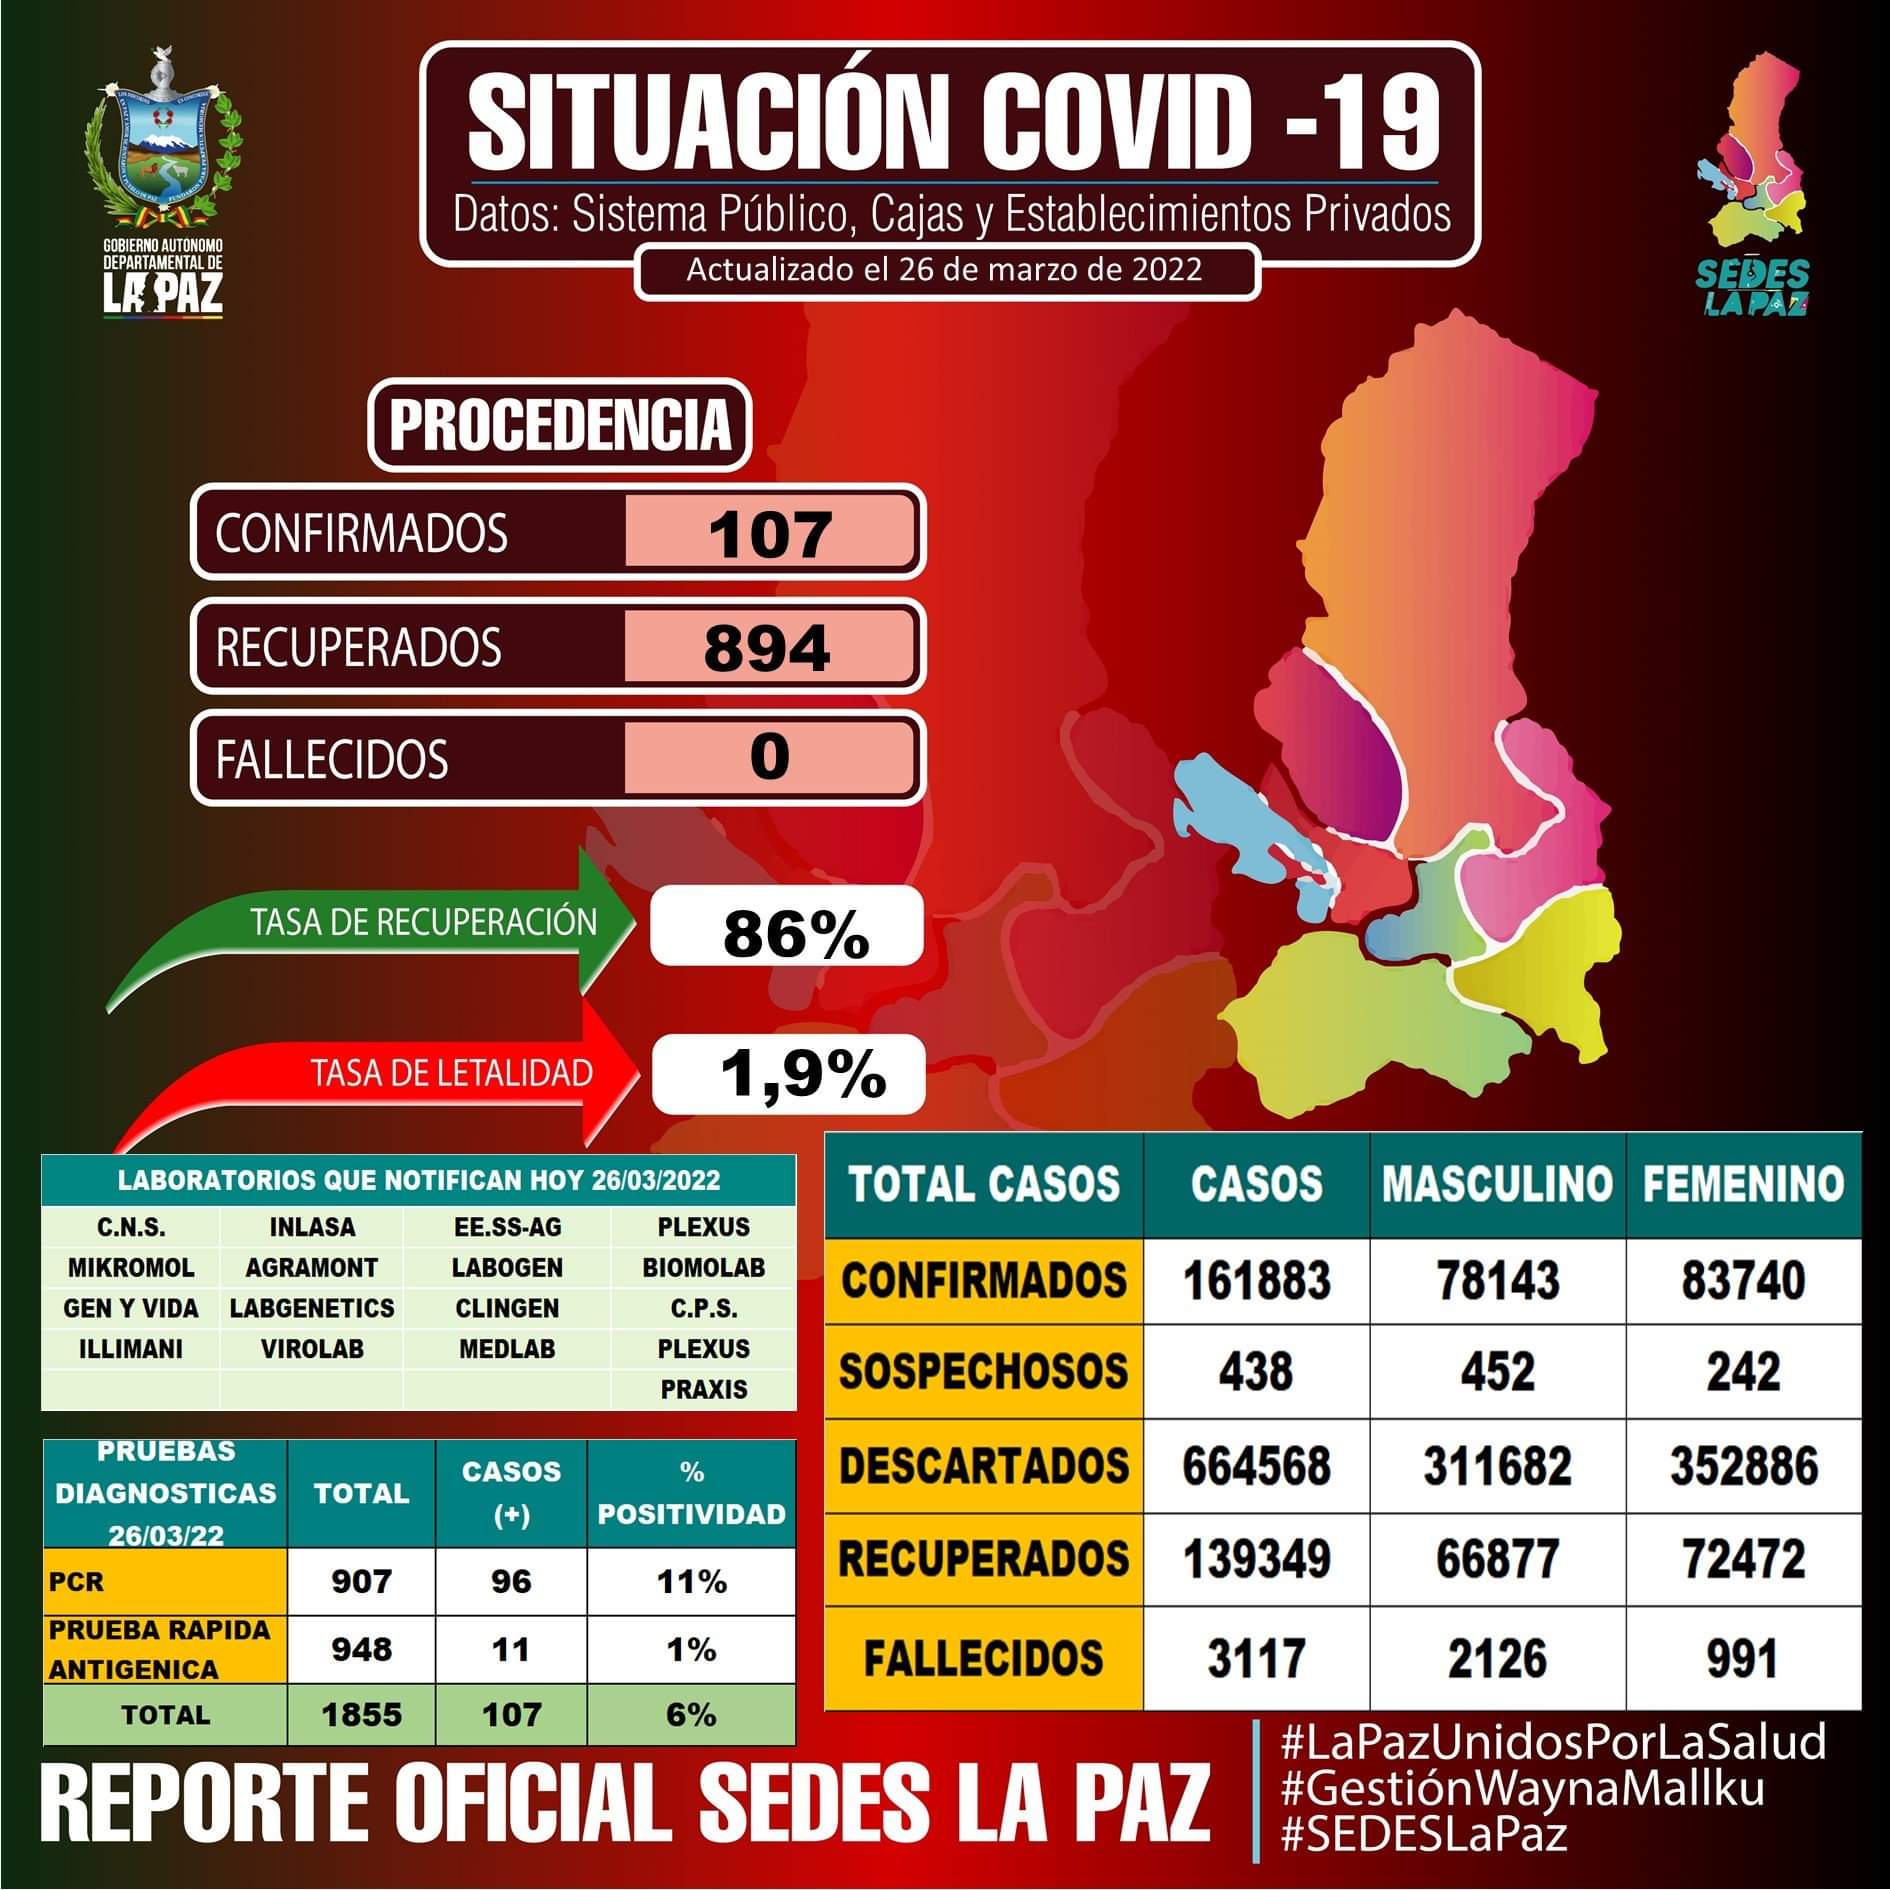 SITUACIÓN COVID -19
Datos: Sistema Público, Cajas y Establecimientos Privados
Actualizado el 26 de marzo de 2022
GOBIERNO AUTÓNOMO
DEPARTAMENTAL DE
LA PAZ
SEDES
LA PAZ
PROCEDENCIA
CONFIRMADOS 107
RECUPERADOS 894
FALLECIDOS 0
TASA DE RECUPERACIÓN 86%
TASA DE LETALIDAD 1,9%
LABORATORIOS QUE NOTIFICAN HOY 26/03/2022
C.N.S. INLASA EE.SS-AG PLEXUS
MIKROMOL AGRAMONT LABOGEN BIOMOLAB
GEN Y VIDA LABGENETICS CLINGEN C.P.S.
ILLIMANI VIROLAB MEDLAB PLEXUS
PRAXIS
PRUEBAS
DIAGNOSTICAS
26/03/22
TOTAL
CASOS
(+)
%
POSITIVIDAD
PCR 907 96 11%
PRUEBA RAPIDA
ANTIGENICA
948 11 1%
TOTAL 1855 107 6%
TOTAL CASOS CASOS MASCULINO FEMENINO
CONFIRMADOS 161883 78143 83740
SOSPECHOSOS 438 452 242
DESCARTADOS 664568 311682 352886
RECUPERADOS 139349 66877 72472
FALLECIDOS 3117 2126 991
REPORTE OFICIAL SEDES LA PAZ
#LaPazUnidosPorLaSalud
#GestiónWaynaMallku
#SEDESLaPaz